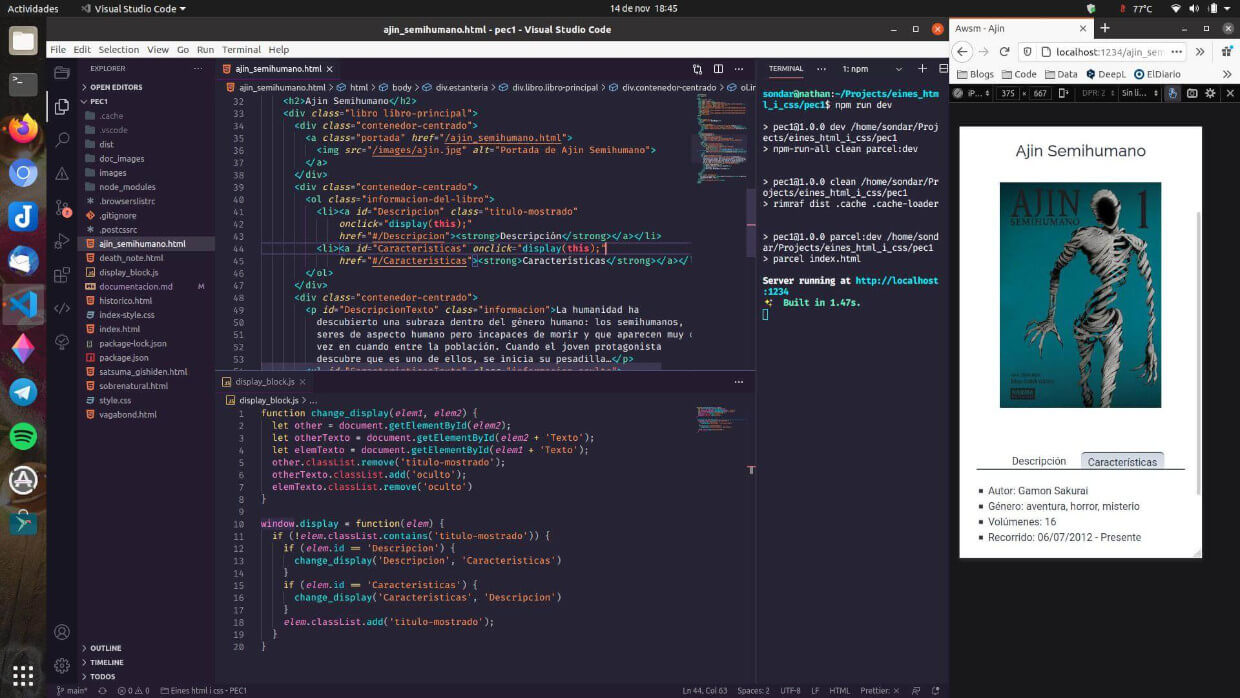 Actividades
Visual Studio Code
14 de nov 18:45
77°C
ajin_semihumano.html - pec1 - Visual Studio Code
File Edit Selection View Go Run Terminal Help
EXPLORER
OPEN EDITORS
PEC1
.cache
.vscode
dist
doc_images
images
node_modules
.browserslistrc
.gitignore
.postcssrc
ajin_semihumano.html
death_note.html
display_block.js
documentacion.md M
historico.html
index-style.css
index.html
package-lock.json
package.json
satsuma_gishiden.html
sobrenatural.html
style.css
vagabond.html
OUTLINE
TIMELINE
TODOS
ajin_semihumano.html
ajin_semihumano.html > html > body > div.estanteria > div.libro.libro-principal > div.contenedor-centrado > ol.in
32 <h2>Ajin Semihumano</h2>
33 <div class="libro libro-principal">
34 <div class="contenedor-centrado">
35 <a class="portada" href="/ajin_semihumano.html">
36 <img src="/images/ajin.jpg" alt="Portada de Ajin Semihumano">
37 </a>
38 </div>
39 <div class="contenedor-centrado">
40 <ol class="informacion-del-libro">
41 <li><a id="Descripcion" class="titulo-mostrado"
42 onclick="display(this);"
43 href="#/Descripcion"><strong>Descripción</strong></a></li>
44 <li><a id="Caracteristicas" onclick="display(this);"
45 href="#/Caracteristicas"><strong>Características</strong></a></l
46 </ol>
47 </div>
48 <div class="contenedor-centrado">
49 <p id="DescripcionTexto" class="informacion">La humanidad ha
50 descubierto una subraza dentro del género humano: los semihumanos,
51 seres de aspecto humano pero incapaces de morir y que aparecen muy
52 vez en cuando entre la población. Cuando el joven protagonista
53 descubre que es uno de ellos, se inicia su pesadilla…</p>
display_block.js
display_block.js > ...
1 function change_display(elem1, elem2) {
2 let other = document.getElementById(elem2);
3 let otherTexto = document.getElementById(elem2 + 'Texto');
4 let elemTexto = document.getElementById(elem1 + 'Texto');
5 other.classList.remove('titulo-mostrado');
6 otherTexto.classList.add('oculto');
7 elemTexto.classList.remove('oculto')
8 }
9
10 window.display = function(elem) {
11 if (!elem.classList.contains('titulo-mostrado')) {
12 if (elem.id == 'Descripcion') {
13 change_display('Descripcion', 'Caracteristicas')
14 }
15 if (elem.id == 'Caracteristicas') {
16 change_display('Caracteristicas', 'Descripcion')
17 }
18 elem.classList.add('titulo-mostrado');
19 }
20 }
TERMINAL 1: npm
sondar@nathan:~/Projects/eines_htm
l_i_css/pec1$ npm run dev
> pec1@1.0.0 dev /home/sondar/Proj
ects/eines_html_i_css/pec1
> npm-run-all clean parcel:dev
> pec1@1.0.0 clean /home/sondar/Pr
ojects/eines_html_i_css/pec1
> rimraf dist .cache .cache-loader
> pec1@1.0.0 parcel:dev /home/sond
ar/Projects/eines_html_i_css/pec1
> parcel index.html
Server running at http://localhost
:1234
Built in 1.47s.
main*
0 0
Eines html i css - PEC1
Ln 44, Col 63 Spaces: 2 UTF-8 LF HTML Prettier: ×
Awsm - Ajin
localhost:1234/ajin_sem
Blogs Code Data DeepL ElDiario
iP... 375 × 667 DPR: 2 Sin li...
Ajin Semihumano
AJIN 1
SEMIHUMANO
Descripción Características
Autor: Gamon Sakurai
Género: aventura, horror, misterio
Volúmenes: 16
Recorrido: 06/07/2012 - Presente